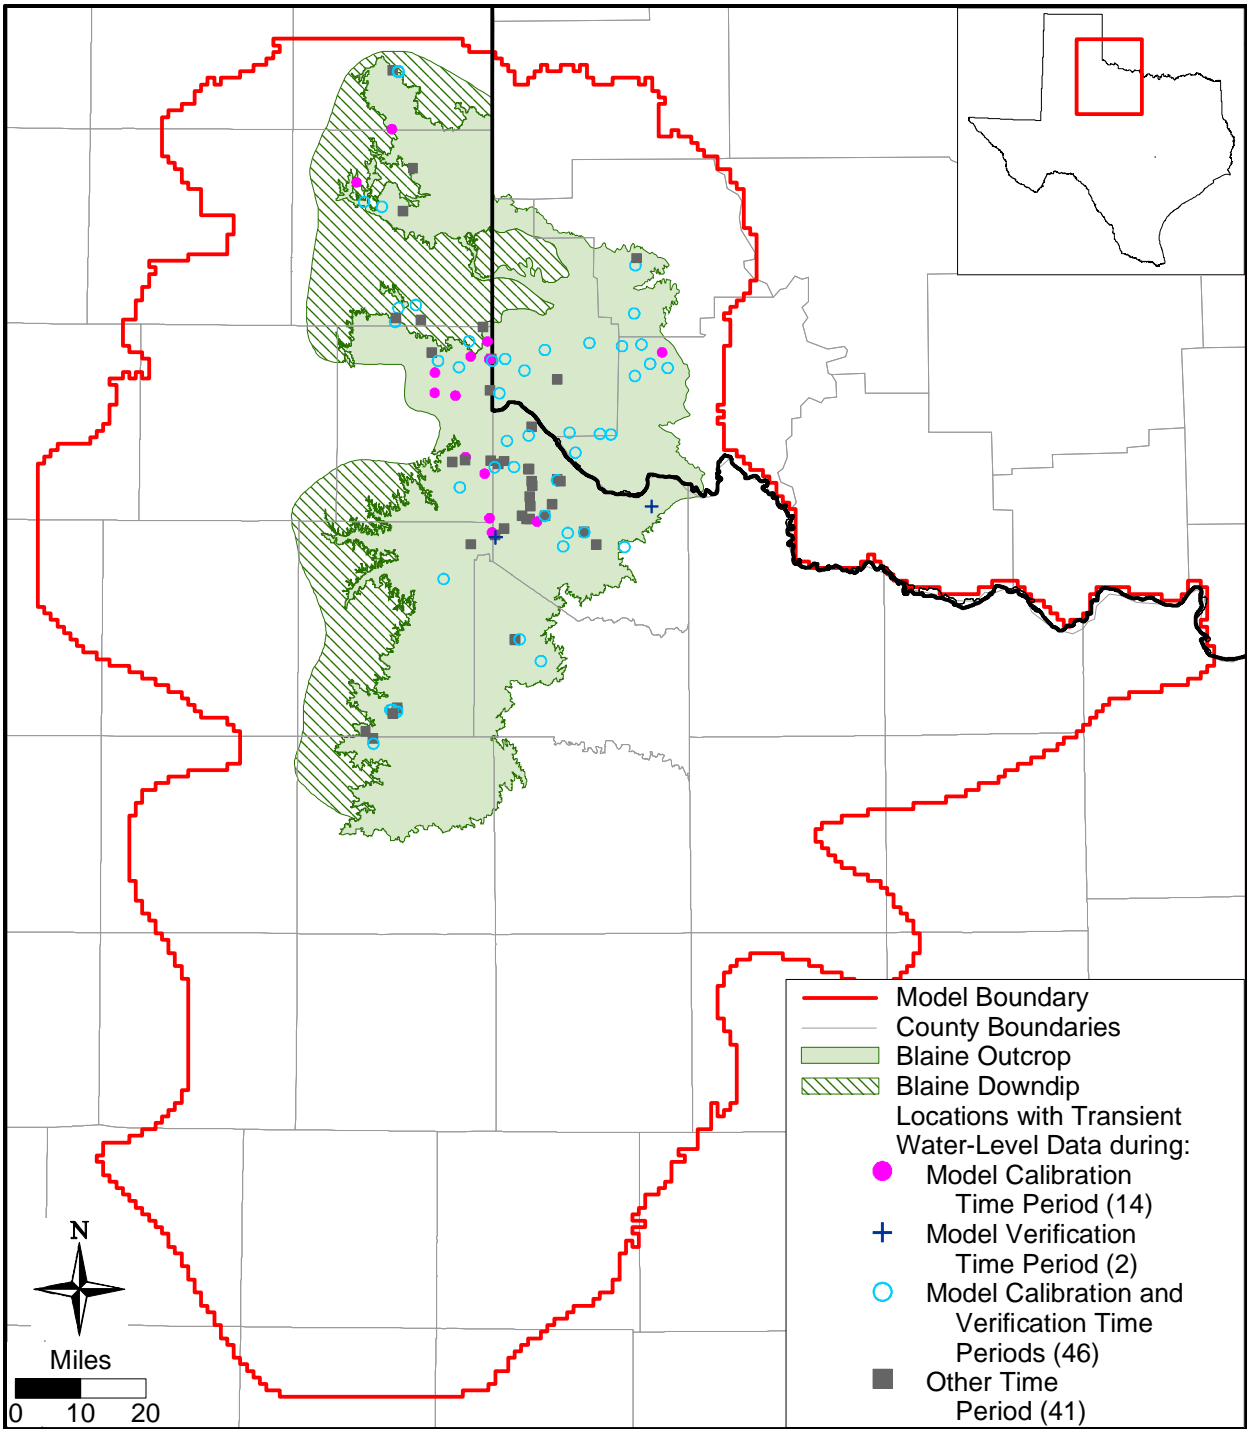 Model Boundary
County Boundaries
Blaine Outcrop
Blaine Downdip
Locations with Transient
Water-Level Data during:
Model Calibration
Time Period (14)
Model Verification
Time Period (2)
Model Calibration and
Verification Time
Periods (46)
Other Time
Period (41)
N
Miles
0 10 20